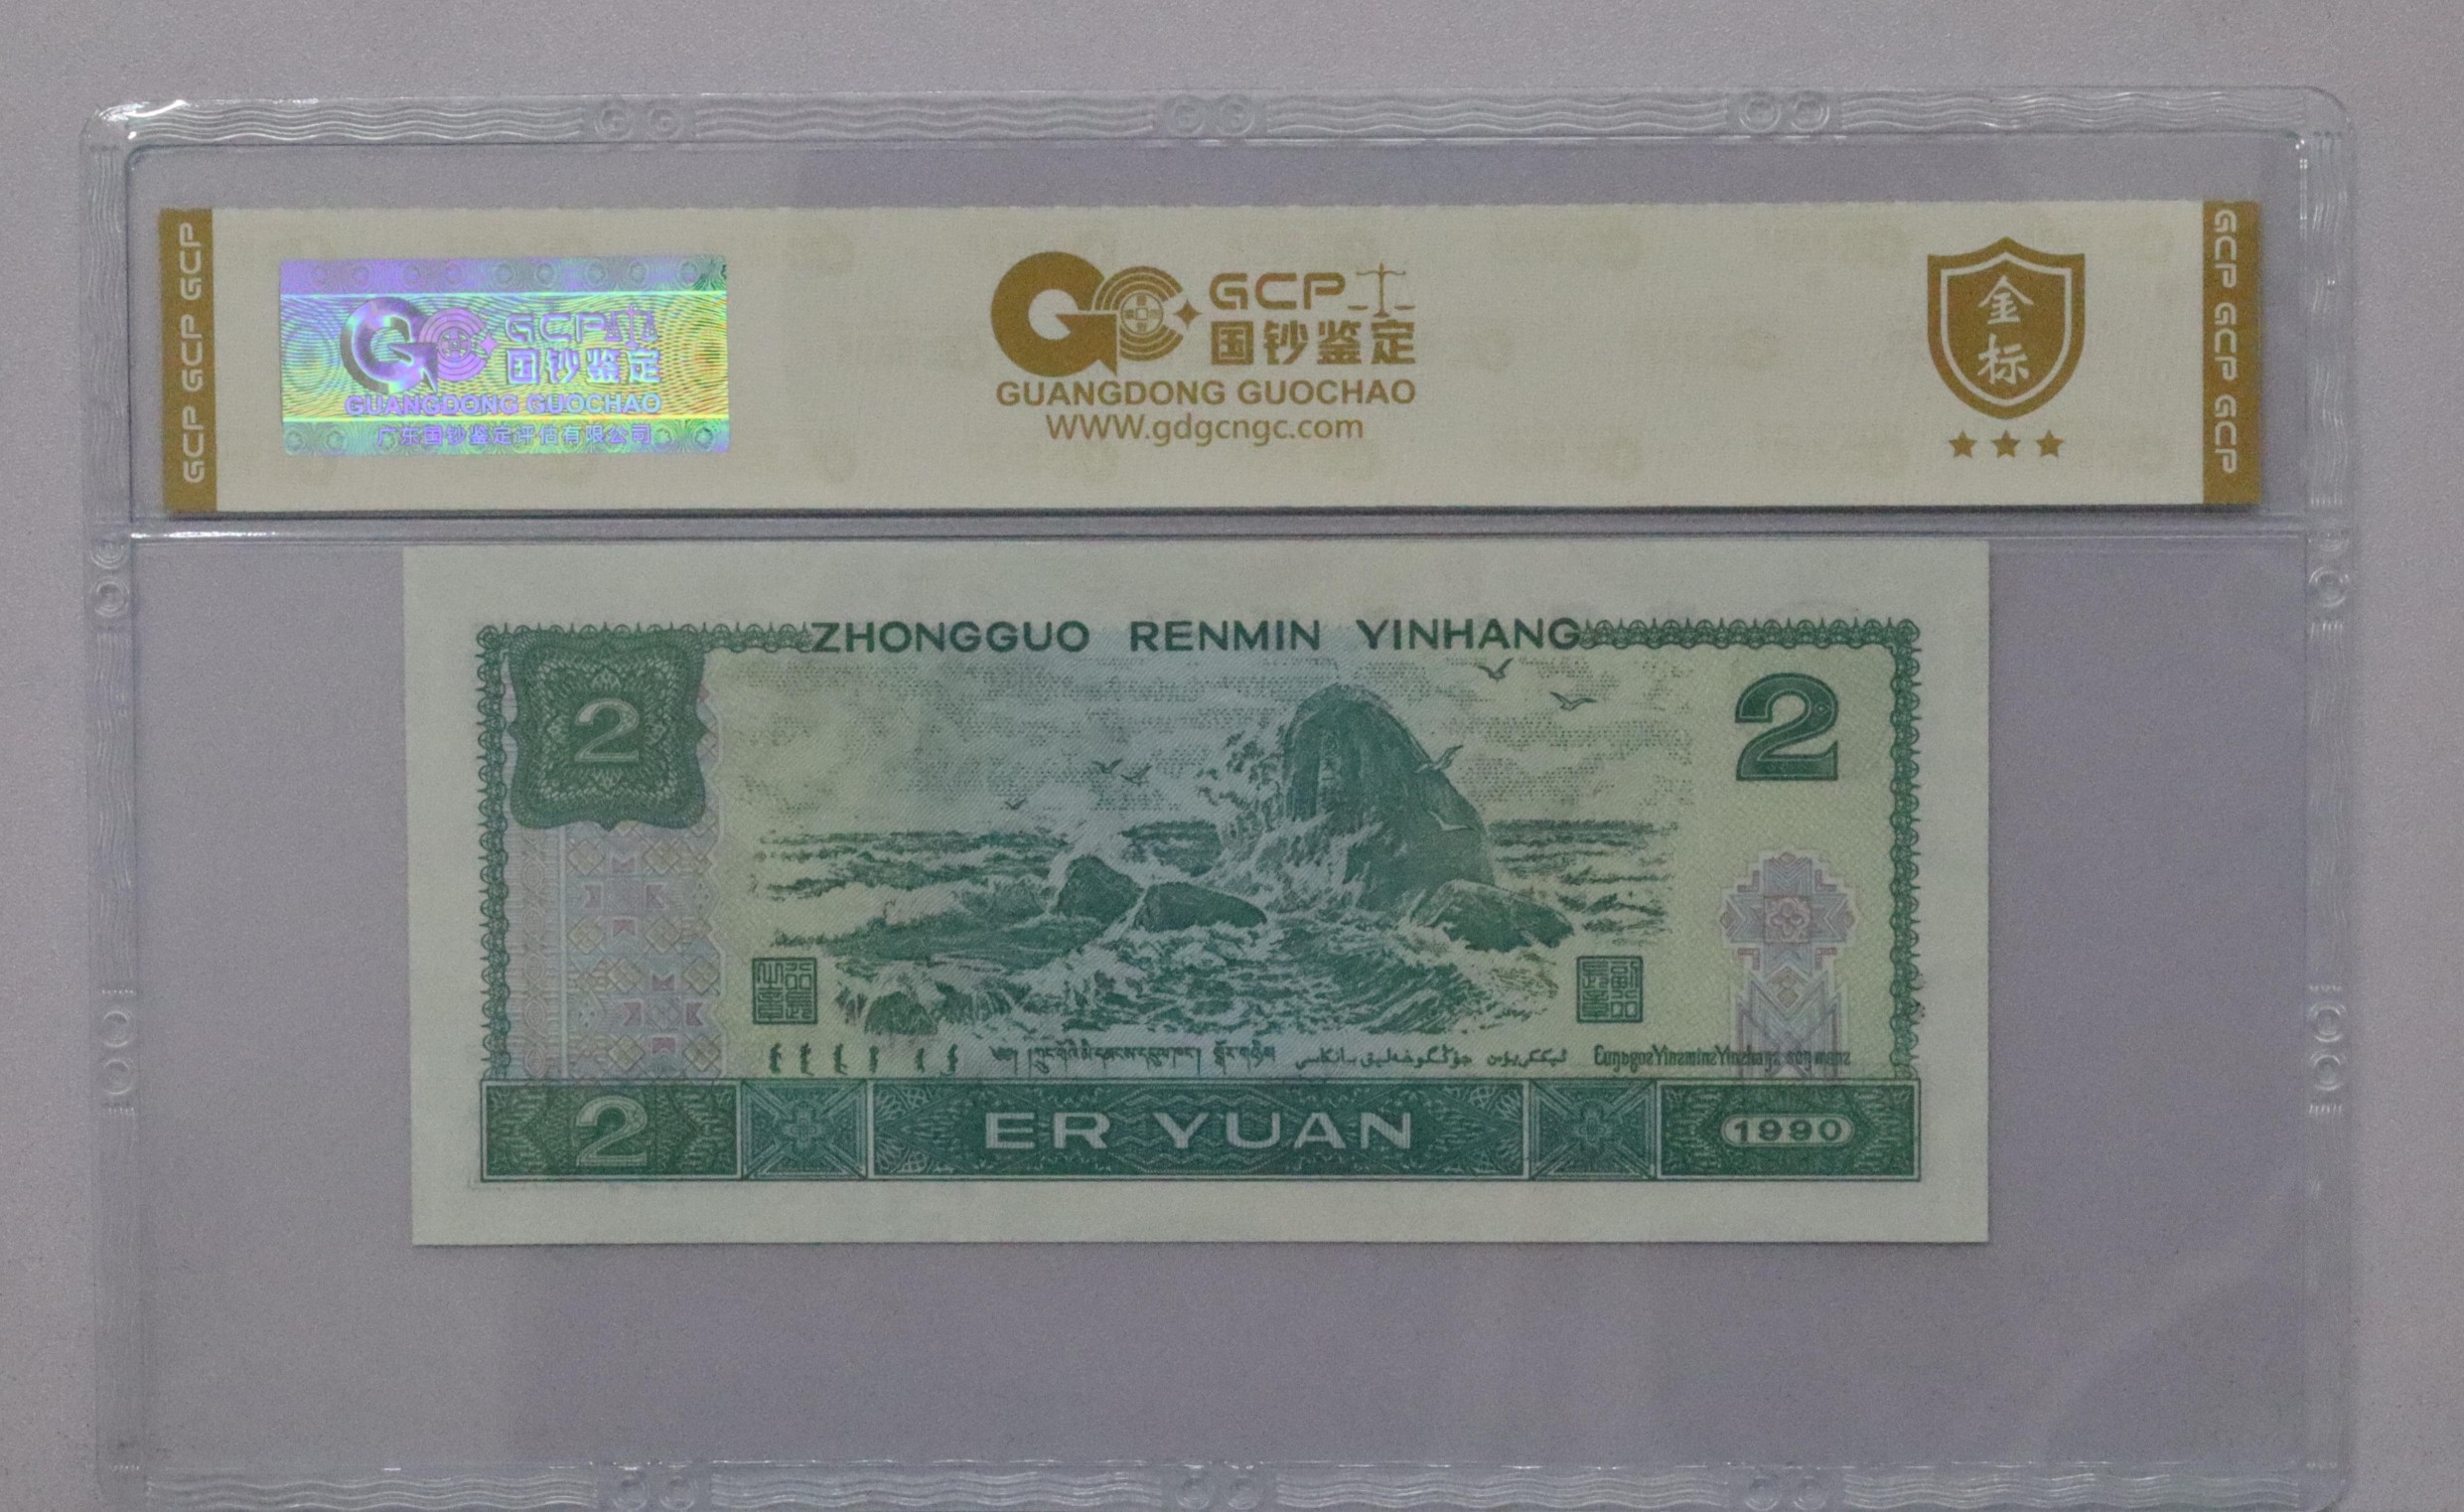 GCP GCP GCP
GCP
国钞鉴定
GUANGDONG GUOCHAO
广东国钞鉴定评估有限公司
GCP
国钞鉴定
GUANGDONG GUOCHAO
WWW.gdgcngc.com
金
标
GCP GCP GCP
ZHONGGUO RENMIN YINHANG
2
2
2
ER YUAN
1990